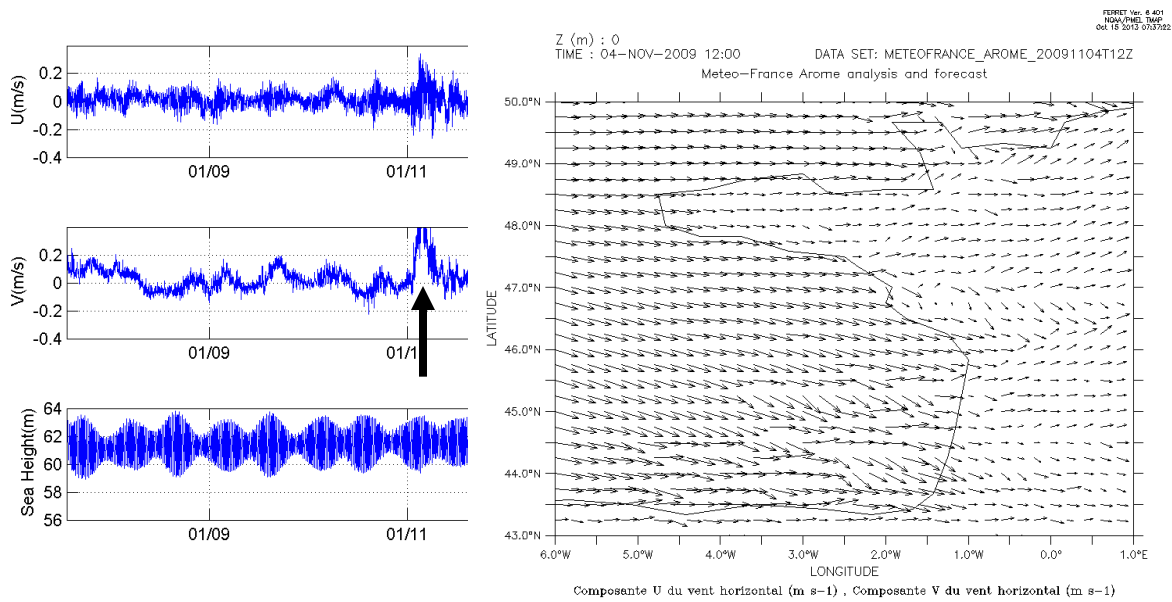 0.2
0
-0.2
-0.4
U(m/s)
01/09
01/11
0.2
0
-0.2
-0.4
V(m/s)
01/09
01/1
64
62
60
58
56
Sea Height(m)
01/09
01/11
FERRET Ver. 6.401
NOAA/PMEL TMAP
Oct 15 2013 07:37:22
Z (m) : 0
TIME : 04-NOV-2009 12:00 DATA SET: METEOFRANCE_AROME_20091104T12Z
Meteo-France Arome analysis and forecast
50.0°N
49.0°N
48.0°N
47.0°N
46.0°N
45.0°N
44.0°N
43.0°N
LATITUDE
6.0°W 5.0°W 4.0°W 3.0°W 2.0°W 1.0°W 0.0° 1.0°E
LONGITUDE
Composante U du vent horizontal (m s-1) , Composante V du vent horizontal (m s-1)